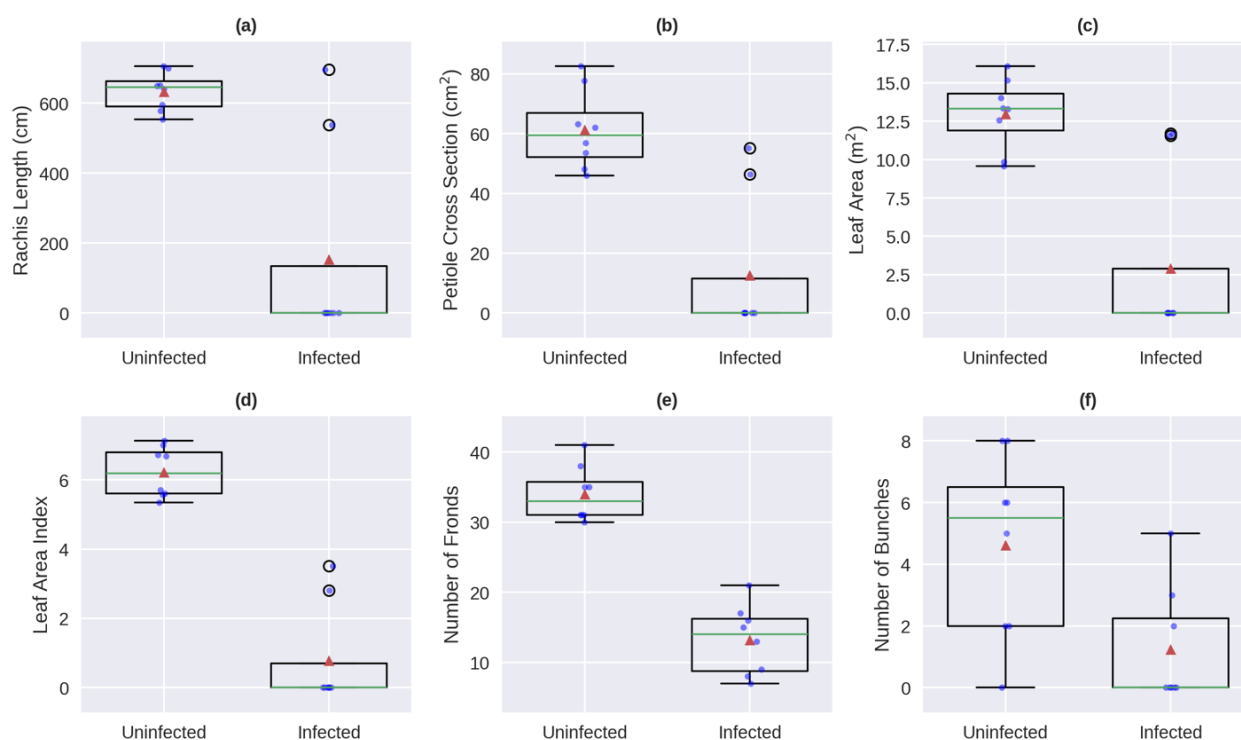 (a)
Rachis Length (cm)
600
400
200
0
Uninfected Infected
(b)
Petiole Cross Section (cm²)
80
60
40
20
0
Uninfected Infected
(c)
Leaf Area (m²)
17.5
15.0
12.5
10.0
7.5
5.0
2.5
0.0
Uninfected Infected
(d)
Leaf Area Index
6
4
2
0
Uninfected Infected
(e)
Number of Fronds
40
30
20
10
Uninfected Infected
(f)
Number of Bunches
8
6
4
2
0
Uninfected Infected